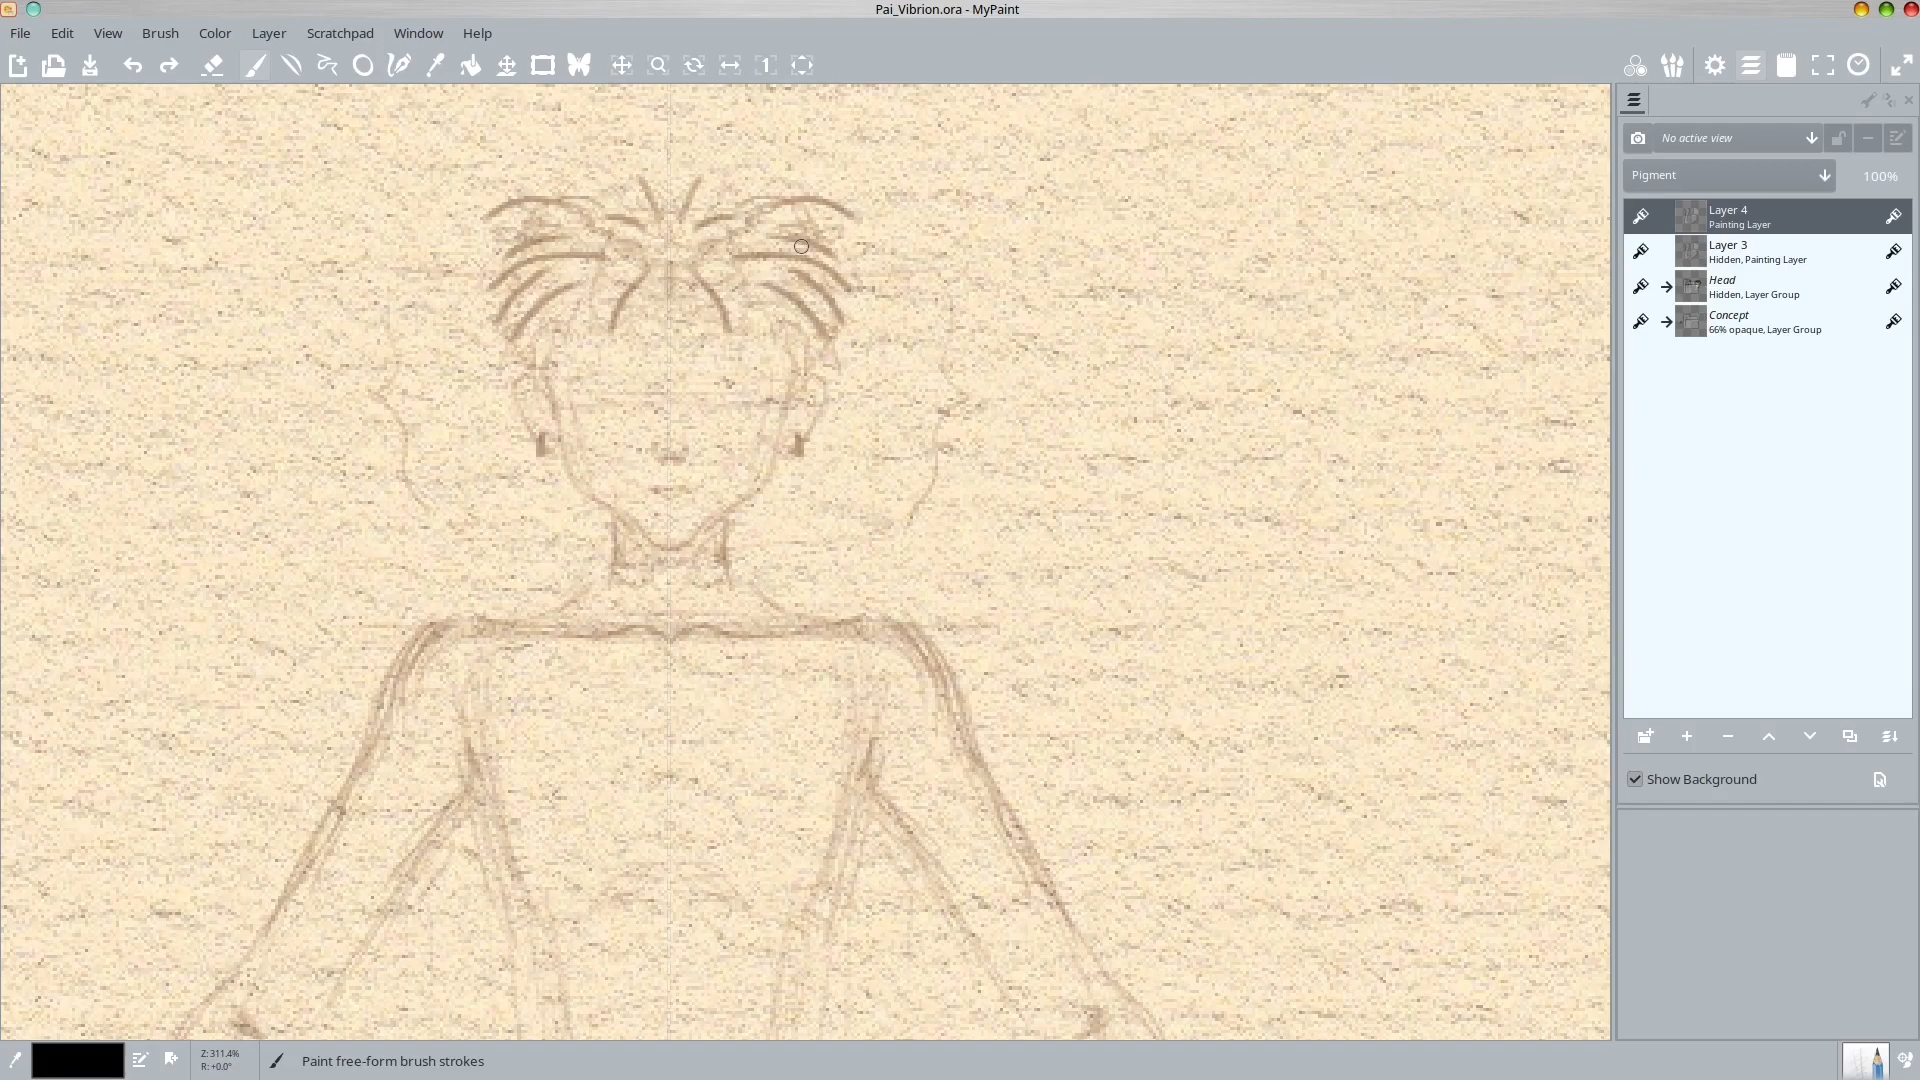 Pai_Vibrion.ora - MyPaint
File Edit View Brush Color Layer Scratchpad Window Help
1
No active view
Pigment 100%
Layer 4
Painting Layer
Layer 3
Hidden, Painting Layer
Head
Hidden, Layer Group
Concept
66% opaque, Layer Group
Show Background
Z: 311.4%
R: +0.0°
Paint free-form brush strokes